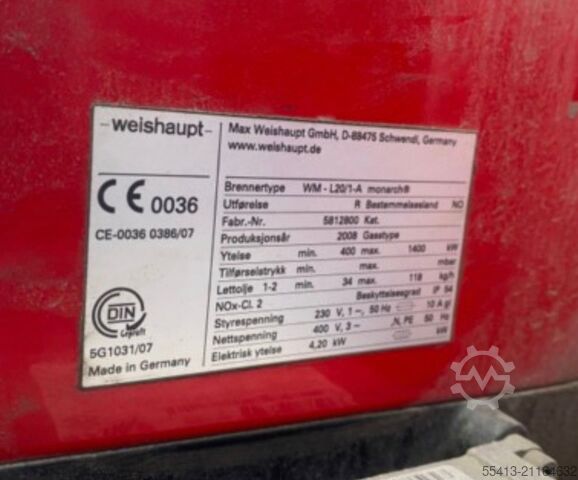 -weishaupt-
Max Weishaupt GmbH, D-88475 Schwendi, Germany
www.weishaupt.de
CE 0036
CE-0036 0386/07
DIN
Geprüft
5G1031/07
Made in Germany
Brennertype WM - L20/1-A monarch®
Utførelse R Bestemmelsesland NO
Fabr.-Nr. 5812800 Kat.
Produksjonsår 2008 Gasstype
Ytelse min. 400 max. 1400 kW
Tilførselstrykk min. max. mbar
Lettolje 1-2 min. 34 max. 118 kg/h
NOx-Cl. 2 Beskyttelsesgrad IP 54
Styrespenning 230 V, 1~, 50 Hz 10 A gl
Nettspenning 400 V, 3~ ,N, PE 50 Hz
Elektrisk ytelse 4,20 kW kW
55413-21164632